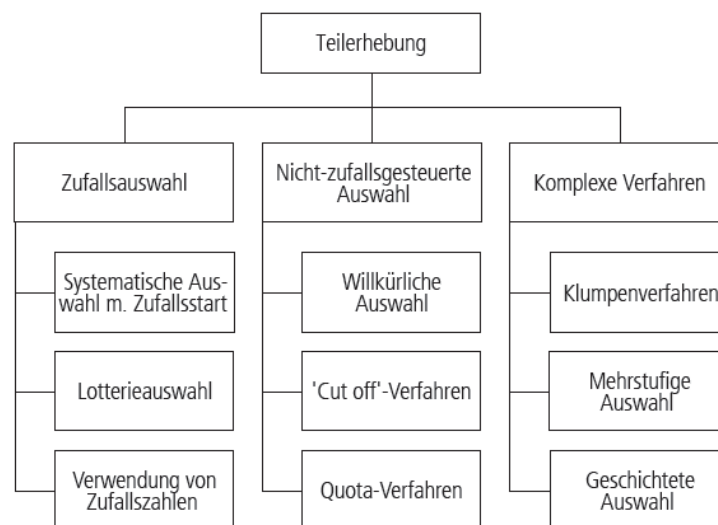 Teilerhebung
Zufallsauswahl
Nicht-zufallsgesteuerte
Auswahl
Komplexe Verfahren
Systematische Aus-
wahl m. Zufallsstart
Willkürliche
Auswahl
Klumpenverfahren
Lotterieauswahl
'Cut off'-Verfahren
Mehrstufige
Auswahl
Verwendung von
Zufallszahlen
Quota-Verfahren
Geschichtete
Auswahl